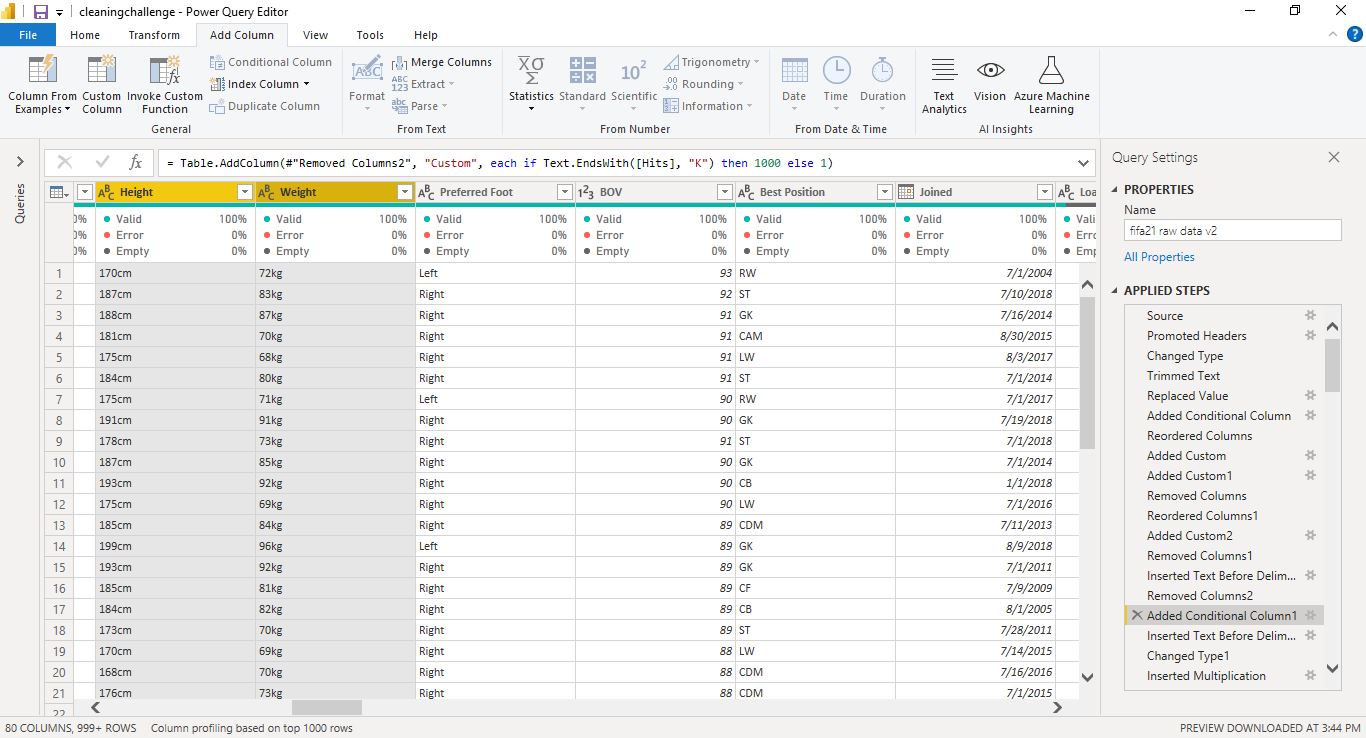 cleaningchallenge - Power Query Editor
File Home Transform Add Column View Tools Help
Column From Examples
Custom Column
Invoke Custom Function
Conditional Column
Index Column
Duplicate Column
General
Format
Merge Columns
Extract
Parse
From Text
Statistics
Standard
Scientific
Trigonometry
Rounding
Information
From Number
Date
Time
Duration
From Date & Time
Text Analytics
Vision
Azure Machine Learning
AI Insights
Queries
= Table.AddColumn(#"Removed Columns2", "Custom", each if Text.EndsWith([Hits], "K") then 1000 else 1)
Height Weight Preferred Foot BOV Best Position Joined Loa
0% Valid 100% Valid 100% Valid 100% Valid 100% Valid 100% Valid 100% Vali
0% Error 0% Error 0% Error 0% Error 0% Error 0% Error 0% Erro
0% Empty 0% Empty 0% Empty 0% Empty 0% Empty 0% Empty 0% Emp
1 170cm 72kg Left 93 RW 7/1/2004
2 187cm 83kg Right 92 ST 7/10/2018
3 188cm 87kg Right 91 GK 7/16/2014
4 181cm 70kg Right 91 CAM 8/30/2015
5 175cm 68kg Right 91 LW 8/3/2017
6 184cm 80kg Right 91 ST 7/1/2014
7 175cm 71kg Left 90 RW 7/1/2017
8 191cm 91kg Right 90 GK 7/19/2018
9 178cm 73kg Right 91 ST 7/1/2018
10 187cm 85kg Right 90 GK 7/1/2014
11 193cm 92kg Right 90 CB 1/1/2018
12 175cm 69kg Right 90 LW 7/1/2016
13 185cm 84kg Right 89 CDM 7/11/2013
14 199cm 96kg Left 89 GK 8/9/2018
15 193cm 92kg Right 89 GK 7/1/2011
16 185cm 81kg Right 89 CF 7/9/2009
17 184cm 82kg Right 89 CB 8/1/2005
18 173cm 70kg Right 89 ST 7/28/2011
19 170cm 69kg Right 88 LW 7/14/2015
20 168cm 70kg Right 88 CDM 7/16/2016
21 176cm 73kg Right 88 CDM 7/1/2015
22
Query Settings
PROPERTIES
Name
fifa21 raw data v2
All Properties
APPLIED STEPS
Source
Promoted Headers
Changed Type
Trimmed Text
Replaced Value
Added Conditional Column
Reordered Columns
Added Custom
Added Custom1
Removed Columns
Reordered Columns1
Added Custom2
Removed Columns1
Inserted Text Before Delim...
Removed Columns2
Added Conditional Column1
Inserted Text Before Delim...
Changed Type1
Inserted Multiplication
80 COLUMNS, 999+ ROWS Column profiling based on top 1000 rows
PREVIEW DOWNLOADED AT 3:44 PM